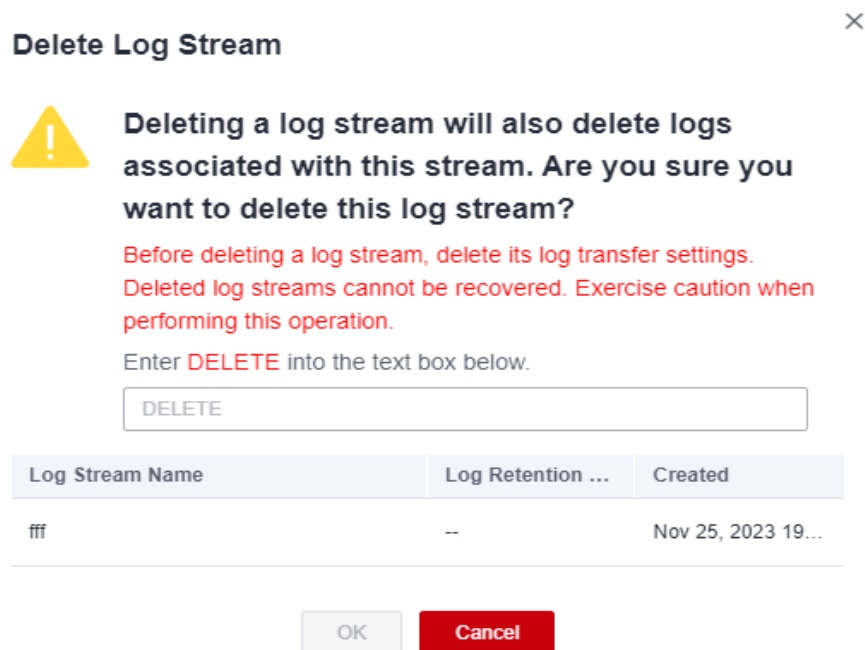 Delete Log Stream
Deleting a log stream will also delete logs
associated with this stream. Are you sure you
want to delete this log stream?
Before deleting a log stream, delete its log transfer settings.
Deleted log streams cannot be recovered. Exercise caution when
performing this operation.
Enter DELETE into the text box below.
DELETE
Log Stream Name Log Retention ... Created
fff -- Nov 25, 2023 19...
OK Cancel